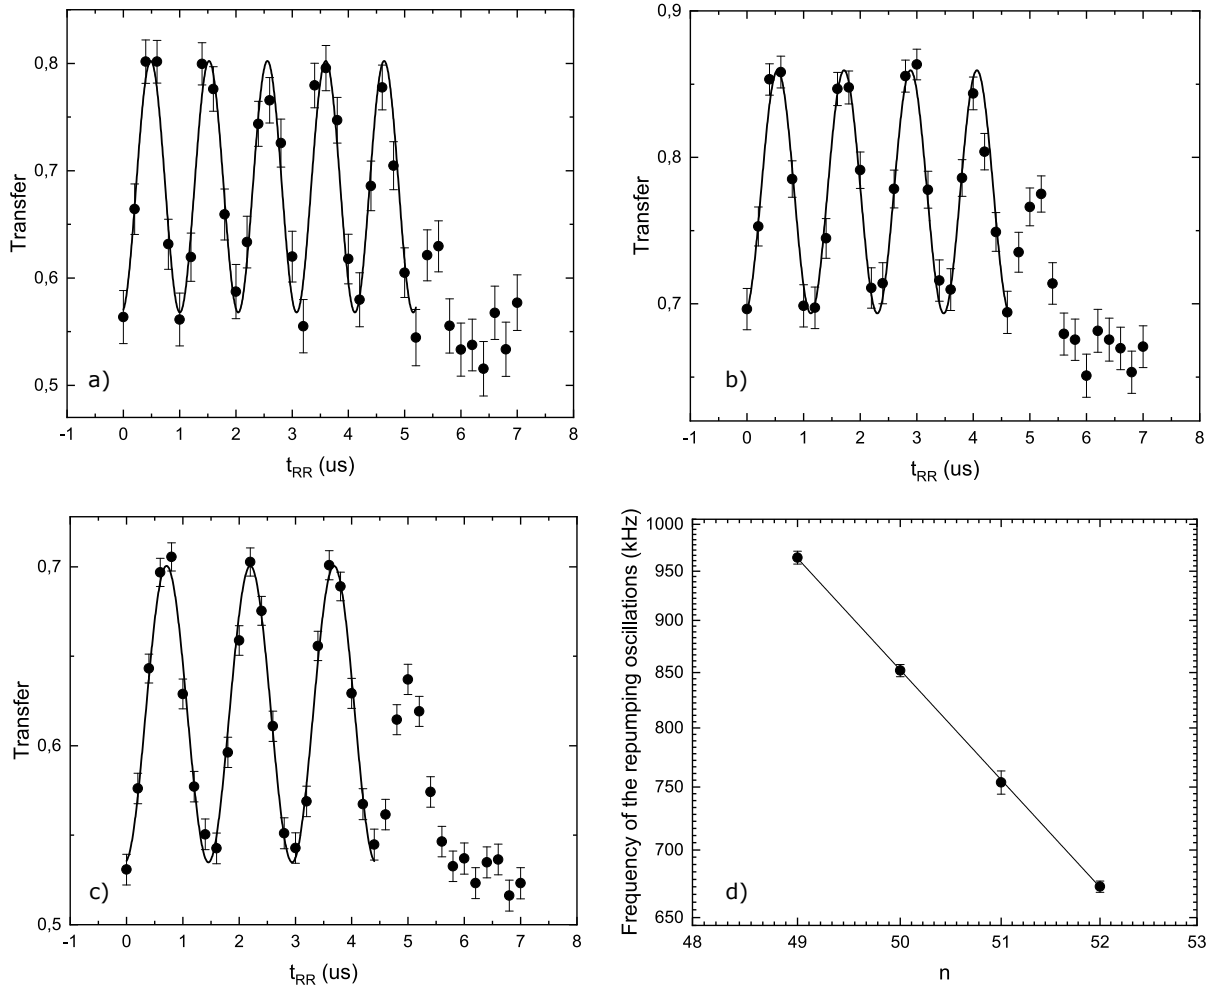 0,8
0,7
0,6
0,5
Transfer
a)
-1 0 1 2 3 4 5 6 7 8
t_RR (us)
0,9
0,8
0,7
Transfer
b)
-1 0 1 2 3 4 5 6 7 8
t_RR (us)
0,7
0,6
0,5
Transfer
c)
-1 0 1 2 3 4 5 6 7 8
t_RR (us)
1000
950
900
850
800
750
700
650
Frequency of the repumping oscillations (kHz)
d)
48 49 50 51 52 53
n